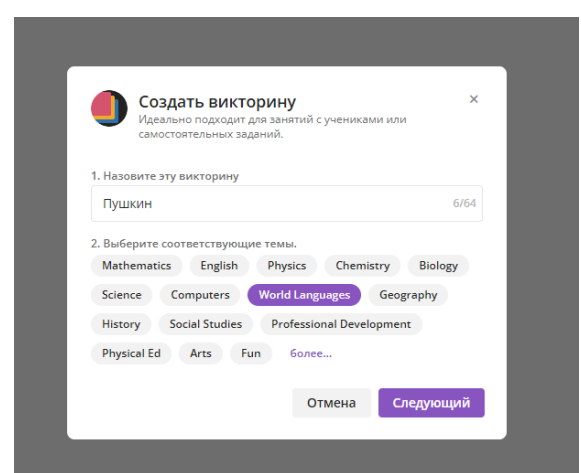 Создать викторину
×
Идеально подходит для занятий с учениками или
самостоятельных заданий.
1. Назовите эту викторину
Пушкин 6/64
2. Выберите соответствующие темы.
Mathematics English Physics Chemistry Biology
Science Computers World Languages Geography
History Social Studies Professional Development
Physical Ed Arts Fun более...
Отмена Следующий